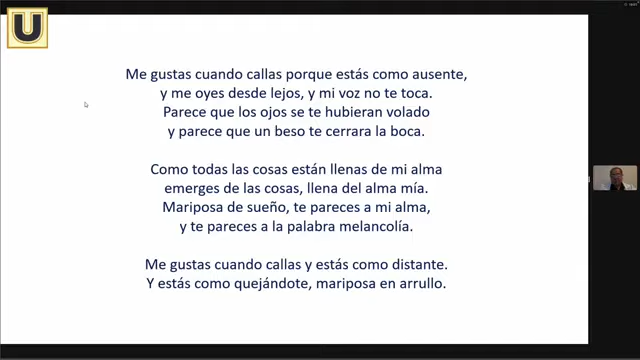 U
Me gustas cuando callas porque estás como ausente,
y me oyes desde lejos, y mi voz no te toca.
Parece que los ojos se te hubieran volado
y parece que un beso te cerrara la boca.
Como todas las cosas están llenas de mi alma
emerges de las cosas, llena del alma mía.
Mariposa de sueño, te pareces a mi alma,
y te pareces a la palabra melancolía.
Me gustas cuando callas y estás como distante.
Y estás como quejándote, mariposa en arrullo.